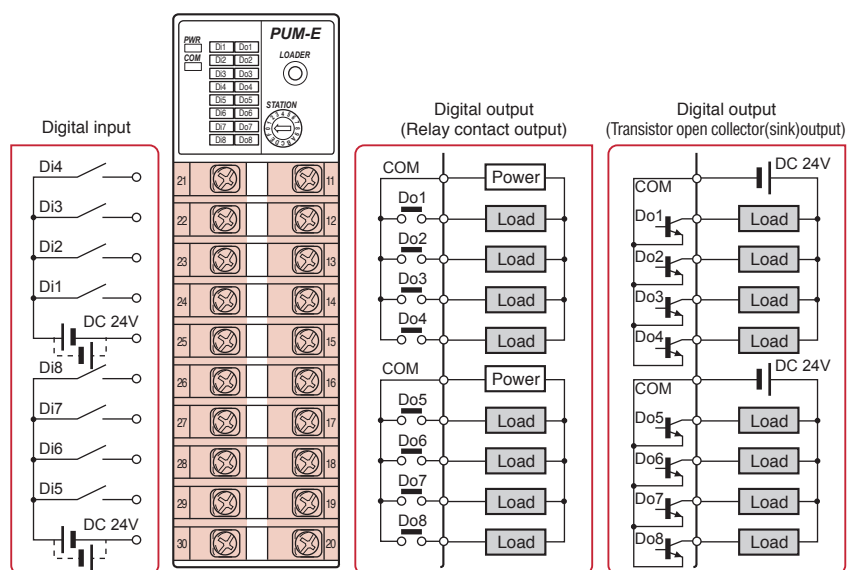 PUM-E
PWR
COM
LOADER
Di1 Do1
Di2 Do2
Di3 Do3
Di4 Do4
Di5 Do5
Di6 Do6
Di7 Do7
Di8 Do8
STATION
Digital input
Di4
Di3
Di2
Di1
DC 24V
Di8
Di7
Di6
Di5
DC 24V
21 11
22 12
23 13
24 14
25 15
26 16
27 17
28 18
29 19
30 20
Digital output
(Relay contact output)
COM
Power
Do1
Load
Do2
Load
Do3
Load
Do4
Load
COM
Power
Do5
Load
Do6
Load
Do7
Load
Do8
Load
Digital output
(Transistor open collector(sink)output)
DC 24V
COM
Do1
Load
Do2
Load
Do3
Load
Do4
Load
DC 24V
COM
Do5
Load
Do6
Load
Do7
Load
Do8
Load